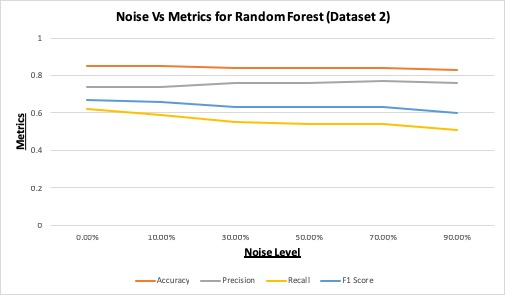 Noise Vs Metrics for Random Forest (Dataset 2)
1
0.8
0.6
0.4
0.2
0
Metrics
0.00% 10.00% 30.00% 50.00% 70.00% 90.00%
Noise Level
Accuracy Precision Recall F1 Score